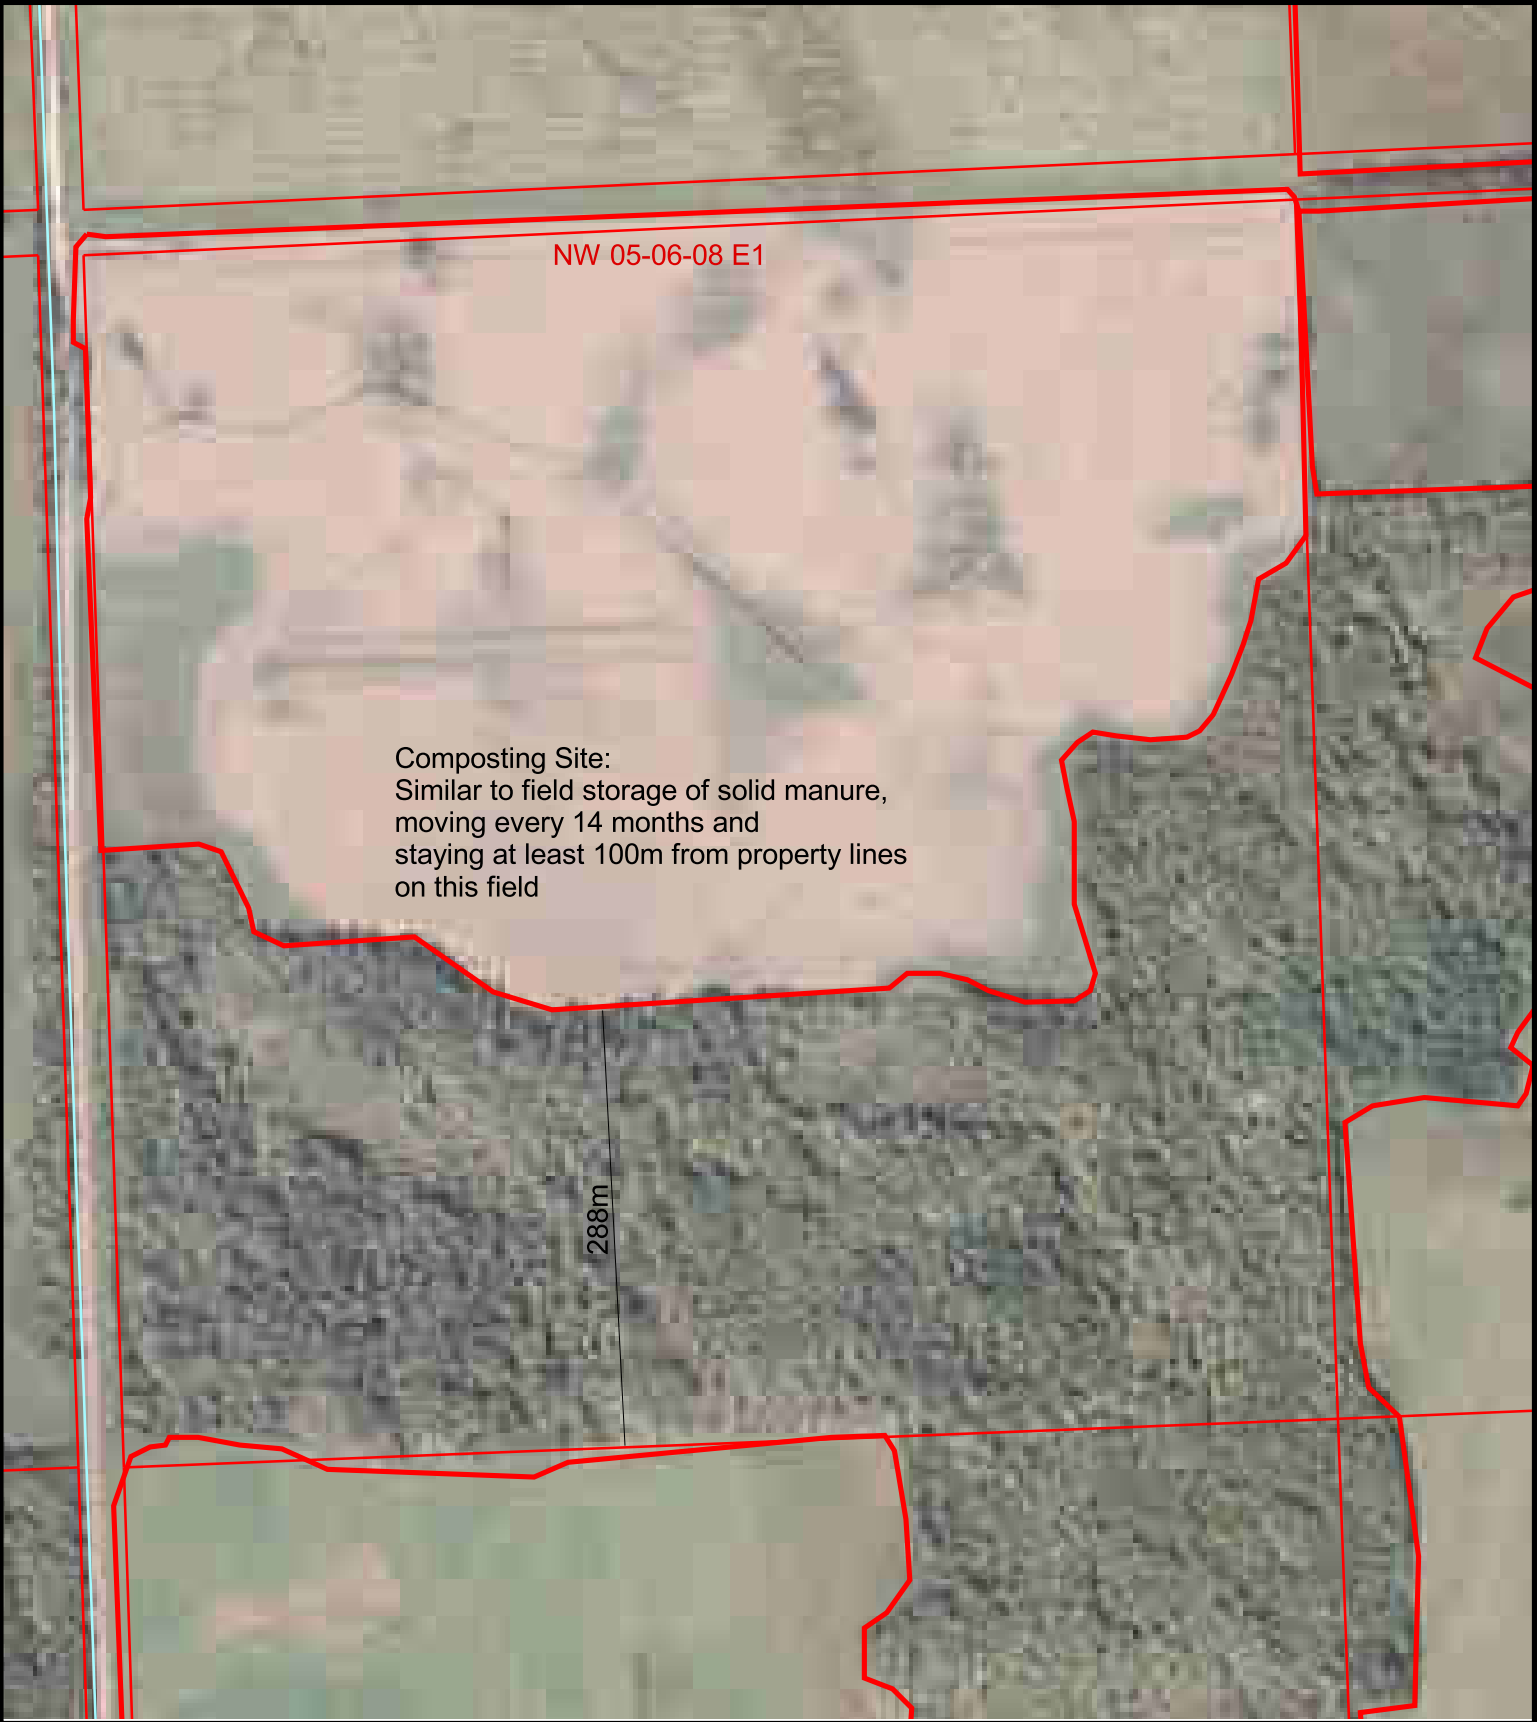 NW 05-06-08 E1
Composting Site:
Similar to field storage of solid manure,
moving every 14 months and
staying at least 100m from property lines
on this field
288m